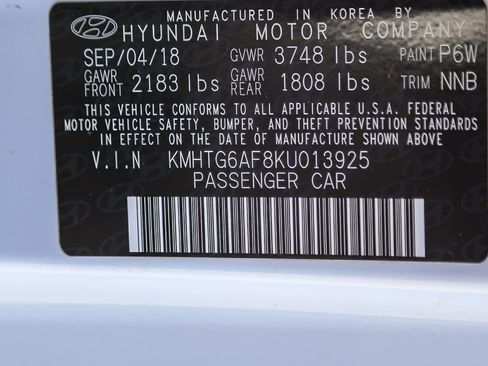 MANUFACTURED IN KOREA BY
HYUNDAI MOTOR COMPANY
SEP/04/18 GVWR 3748 lbs PAINT P6W
GAWR FRONT 2183 lbs GAWR REAR 1808 lbs TRIM NNB
THIS VEHICLE CONFORMS TO ALL APPLICABLE U.S.A. FEDERAL
MOTOR VEHICLE SAFETY, BUMPER, AND THEFT PREVENTION STANDARDS
IN EFFECT ON THE DATE OF MANUFACTURE SHOWN ABOVE
V.I.N KMHTG6AF8KU013925
PASSENGER CAR